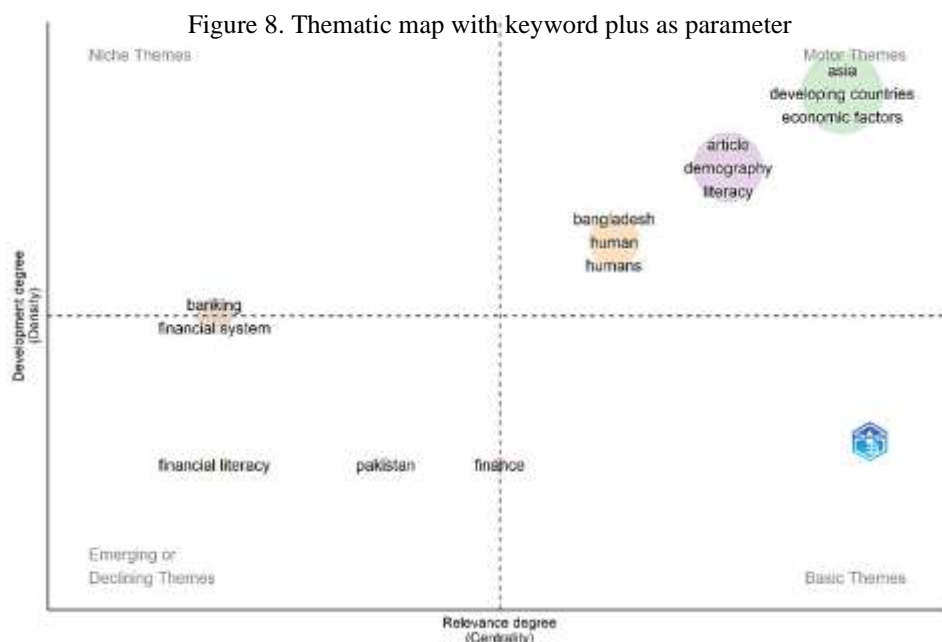 Figure 8. Thematic map with keyword plus as parameter
Niche Themes
Motor Themes
asia
developing countries
economic factors
article
demography
literacy
bangladesh
human
humans
banking
financial system
Development degree
(Density)
financial literacy
pakistan
finance
Emerging or
Declining Themes
Basic Themes
Relevance degree
(Centrality)